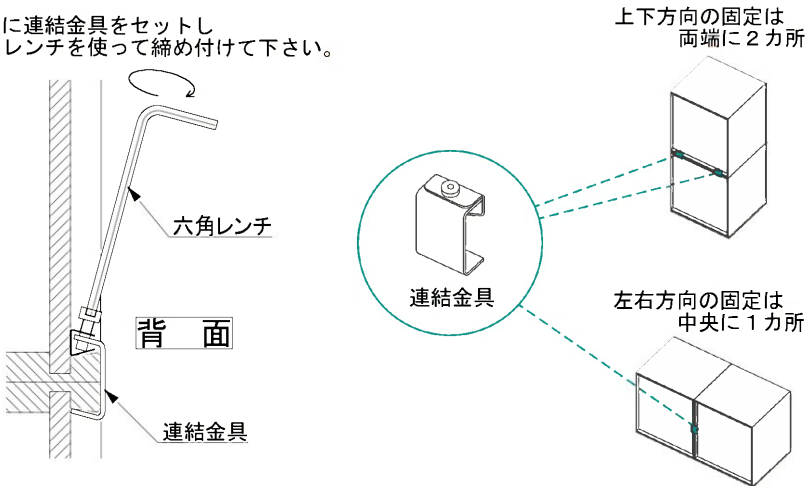 に連結金具をセットし
レンチを使って締め付けて下さい。
六角レンチ
背 面
連結金具
連結金具
上下方向の固定は
両端に２カ所
左右方向の固定は
中央に１カ所